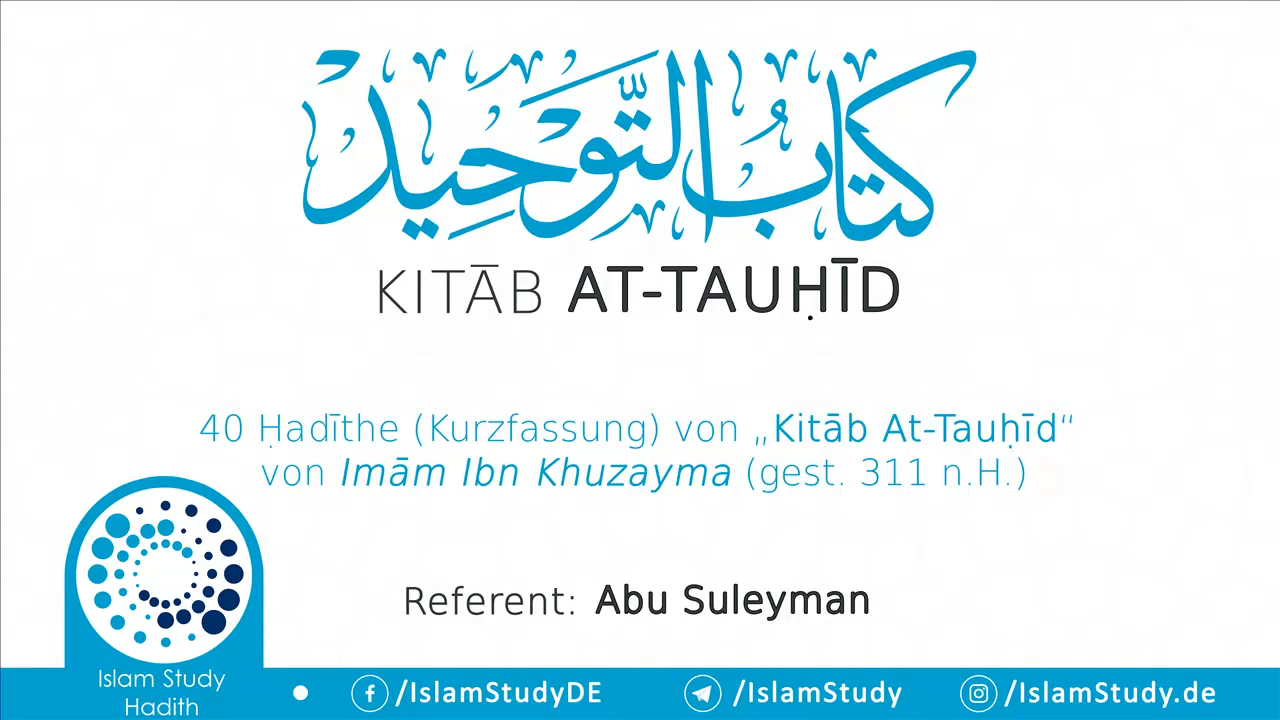 كِتَابُ التَّوْحِيدِ
KITĀB AT-TAUḤĪD
40 Ḥadīthe (Kurzfassung) von „Kitāb At-Tauḥīd“
von Imām Ibn Khuzayma (gest. 311 n.H.)
Referent: Abu Suleyman
Islam Study
Hadith
/IslamStudyDE
/IslamStudy
/IslamStudy.de